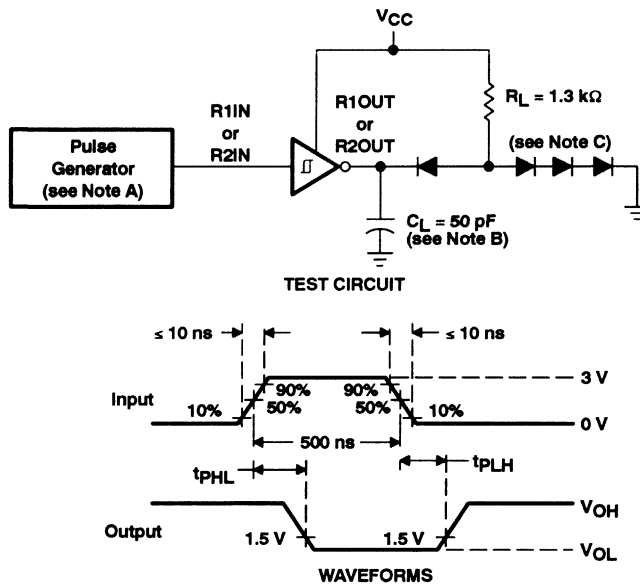 VCC
R1IN
or
R2IN
R1OUT
or
R2OUT
RL = 1.3 kΩ
(see Note C)
Pulse
Generator
(see Note A)
CL = 50 pF
(see Note B)
TEST CIRCUIT
≤ 10 ns
≤ 10 ns
Input
10%
90%
50%
90%
50%
10%
3 V
0 V
500 ns
tPHL
tPLH
Output
1.5 V
1.5 V
VOH
VOL
WAVEFORMS